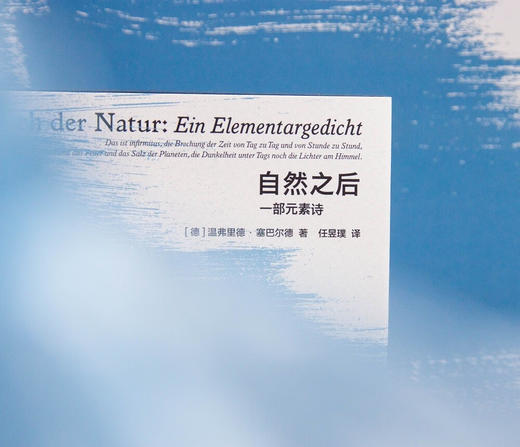 der Natur: Ein Elementargedicht
Das ist infirmitas, die Brechung der Zeit von Tag zu Tag und von Stunde zu Stund,
Feuer und das Salz der Planeten, die Dunkelheit unter Tags noch die Lichter am Himmel.
自然之后
一部元素诗
[德]温弗里德·塞巴尔德 著 任昱璞 译